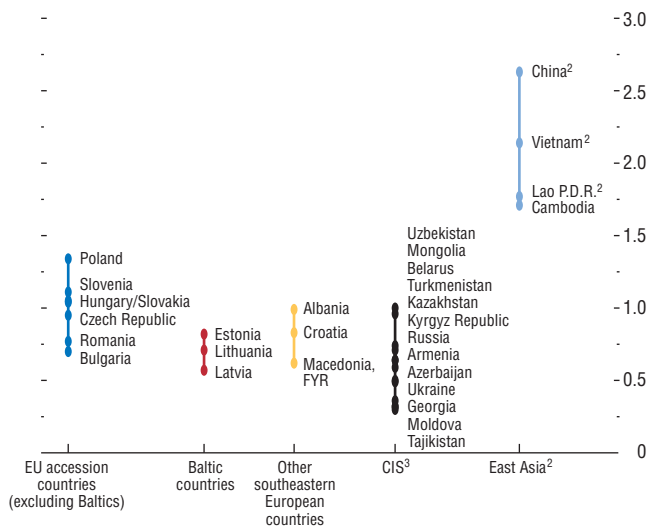 3.0
China2
2.5
Vietnam2
2.0
Lao P.D.R.2
Cambodia
Uzbekistan
1.5
Mongolia
Poland
Belarus
Slovenia
Turkmenistan
Hungary/Slovakia
Kazakhstan
Albania
1.0
Czech Republic
Kyrgyz Republic
Estonia
Croatia
Russia
Romania
Lithuania
Armenia
Bulgaria
Macedonia,
FYR
Latvia
Azerbaijan
Ukraine
0.5
Georgia
Moldova
Tajikistan
0
EU accession
countries
(excluding Baltics)
Baltic
countries
Other
southeastern
European
countries
CIS3
East Asia2